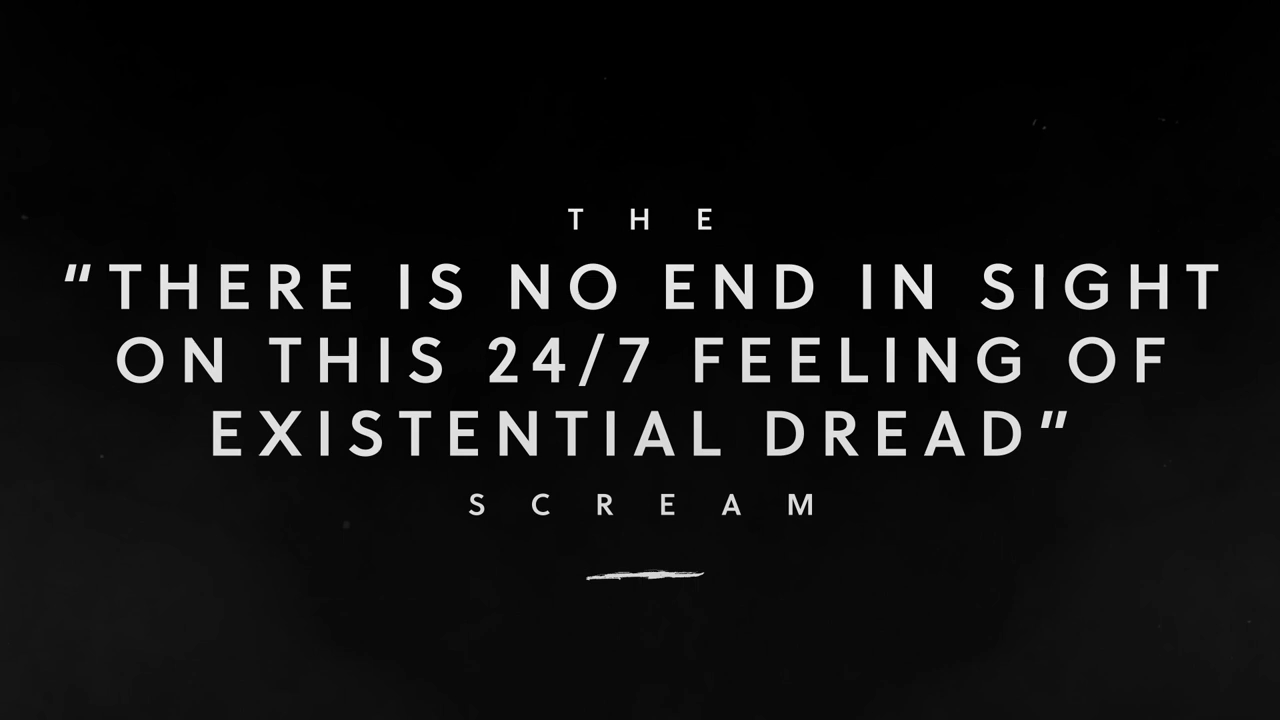 THE
“THERE IS NO END IN SIGHT
ON THIS 24/7 FEELING OF
EXISTENTIAL DREAD”
SCREAM